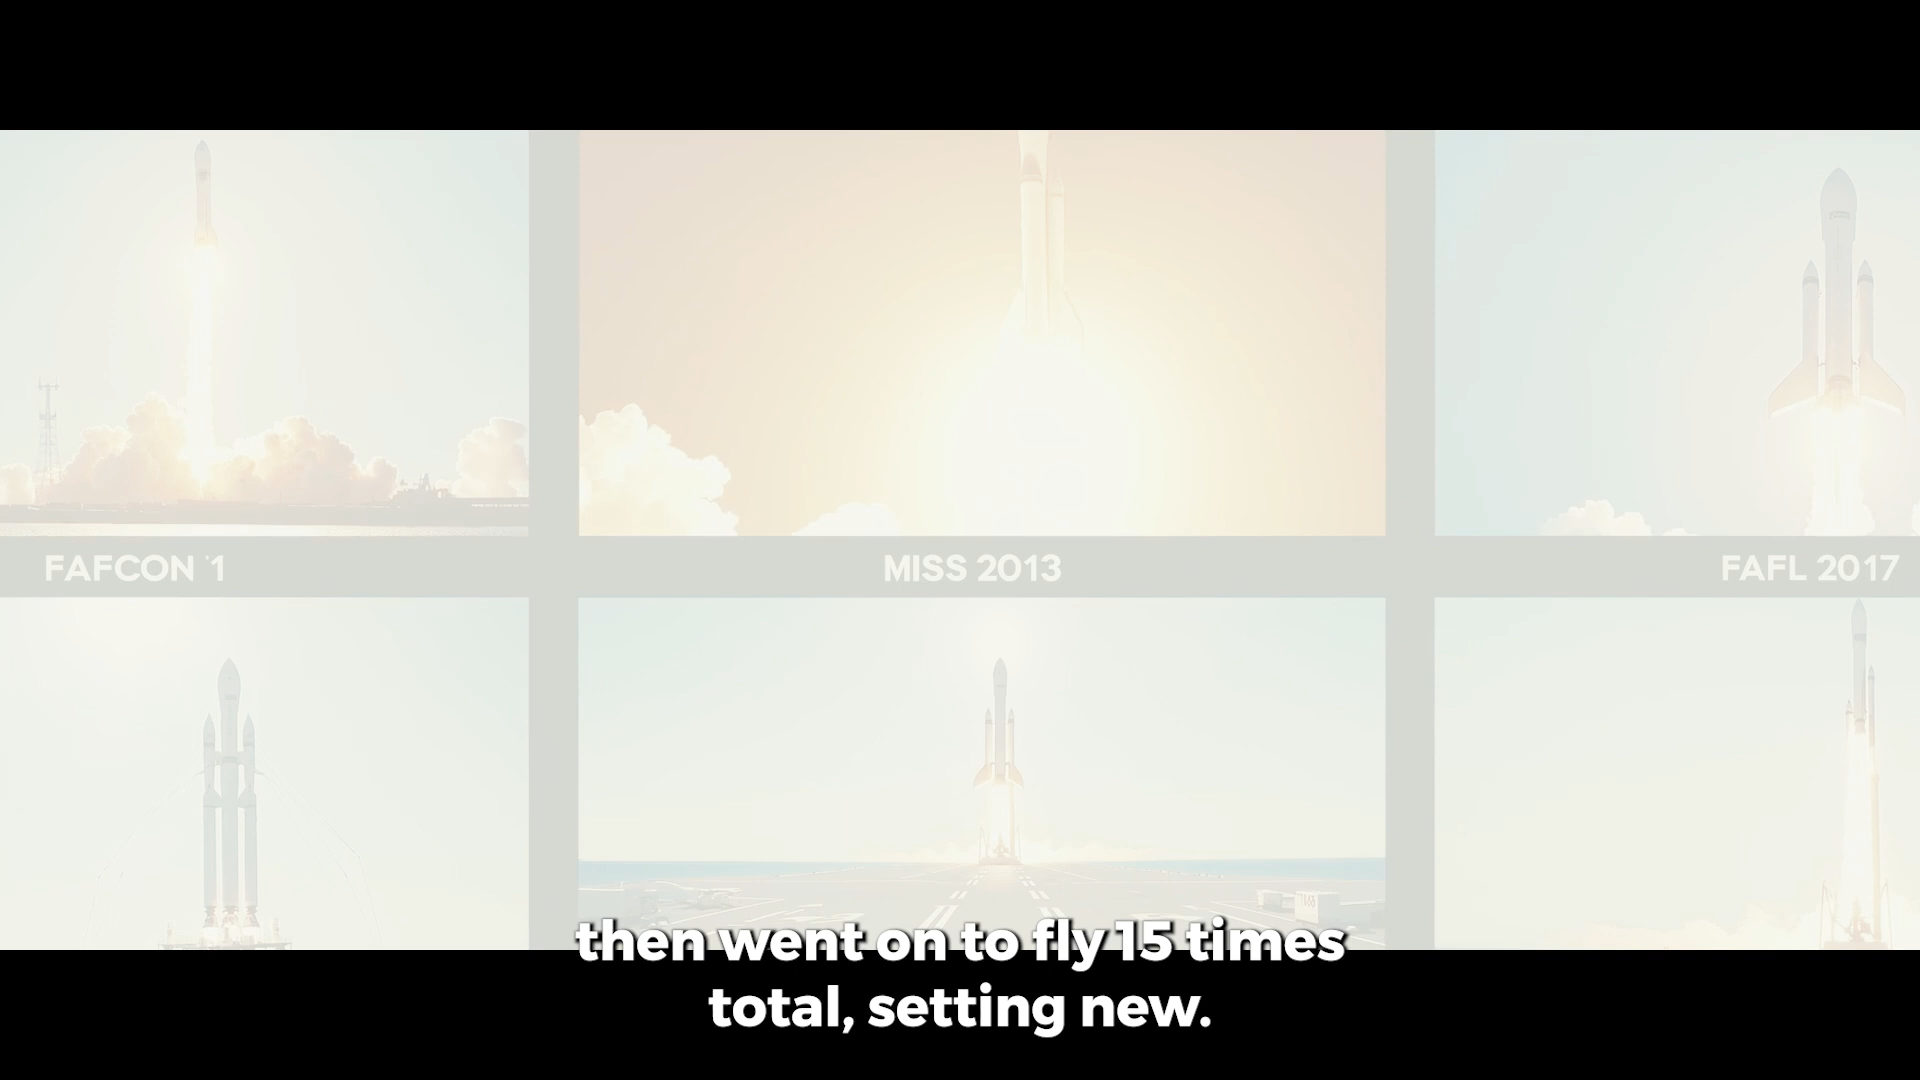 FAFCON '1
MISS 2013
FAFL 2017
then went on to fly 15 times
total, setting new.